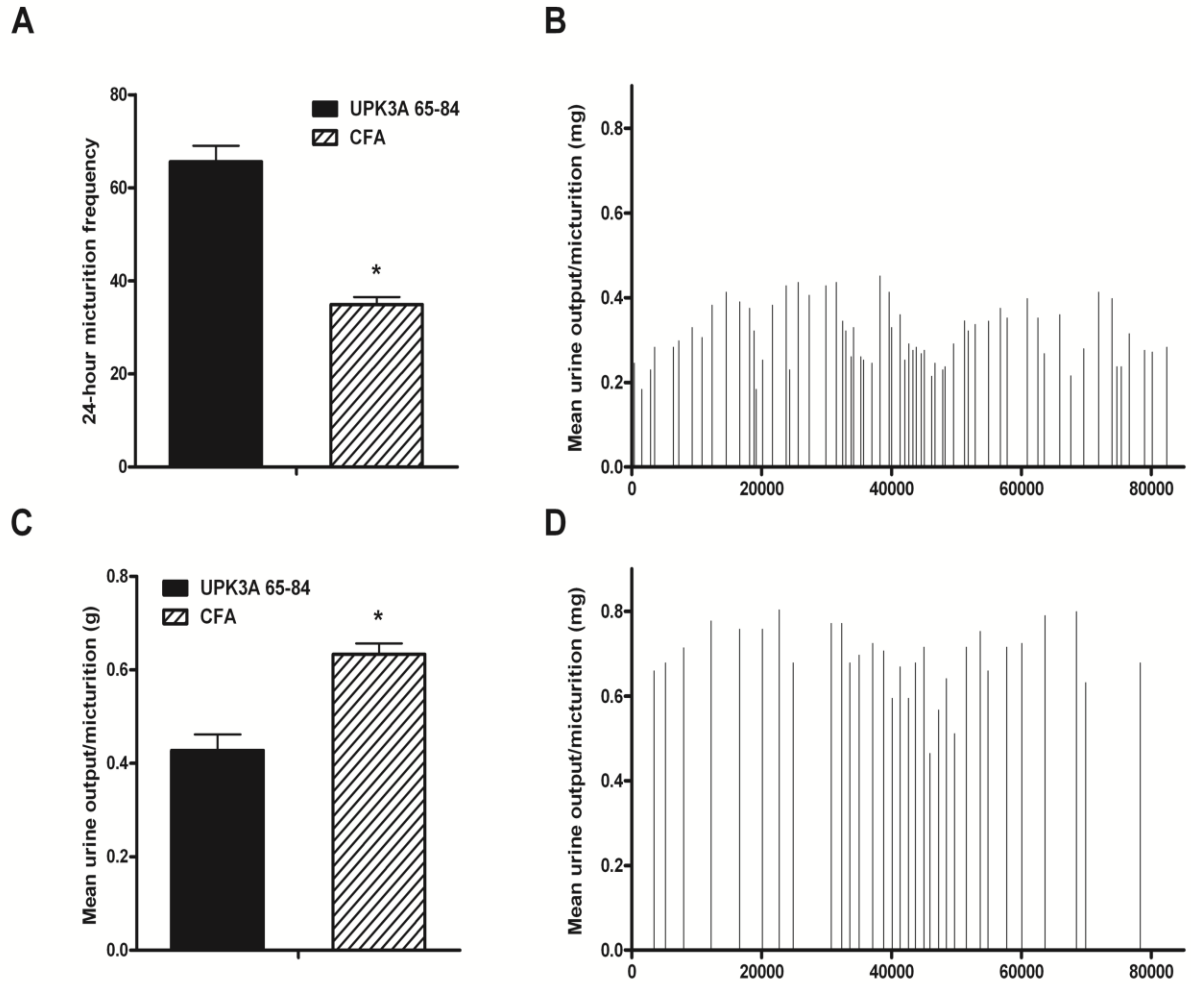 A
24-hour micturition frequency
80
60
40
20
0
UPK3A 65-84
CFA
*
B
Mean urine output/micturition (mg)
0.8
0.6
0.4
0.2
0.0
0 20000 40000 60000 80000
C
Mean urine output/micturition (g)
0.8
0.6
0.4
0.2
0.0
UPK3A 65-84
CFA
*
D
Mean urine output/micturition (mg)
0.8
0.6
0.4
0.2
0.0
0 20000 40000 60000 80000